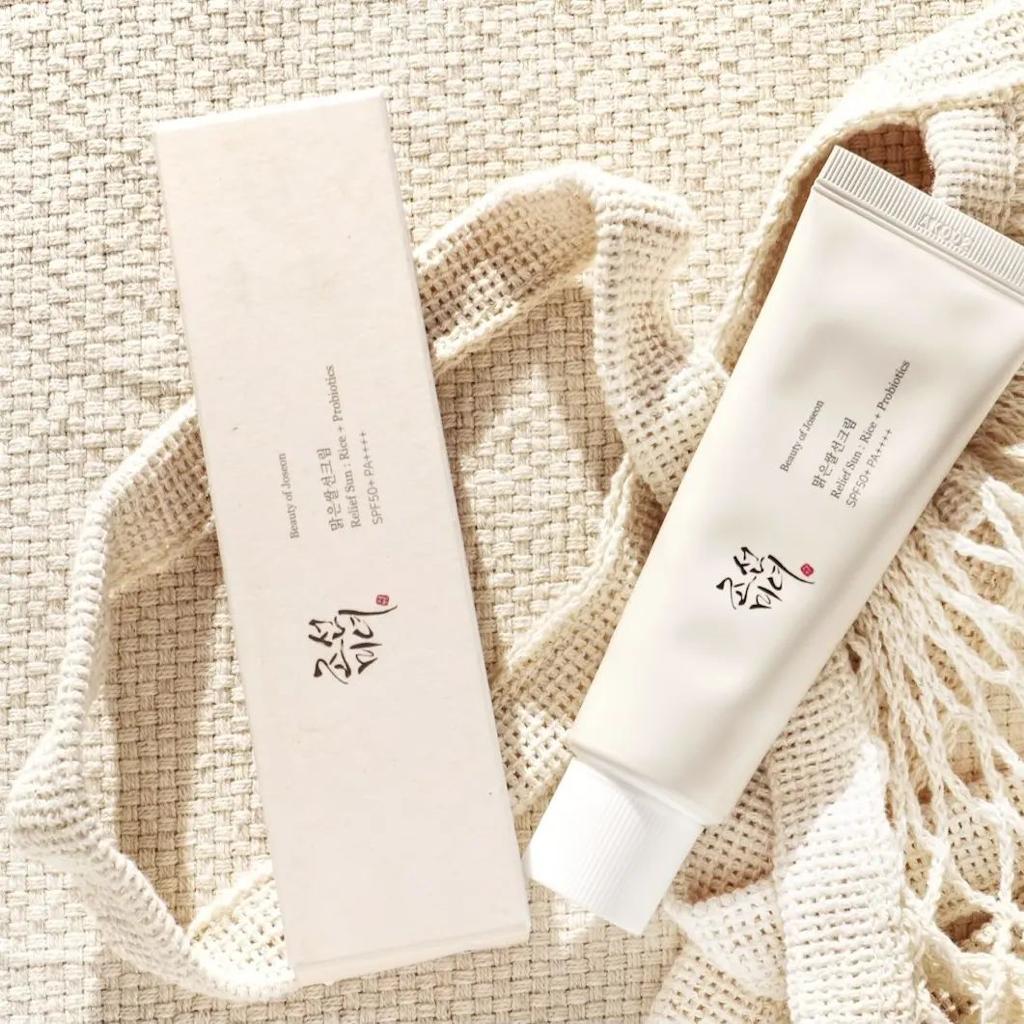 Beauty of Joseon
맑은쌀선크림
Relief Sun : Rice + Probiotics
SPF50+ PA++++
조선
미녀
Beauty of Joseon
맑은쌀선크림
Relief Sun : Rice + Probiotics
SPF50+ PA++++
조선
미녀